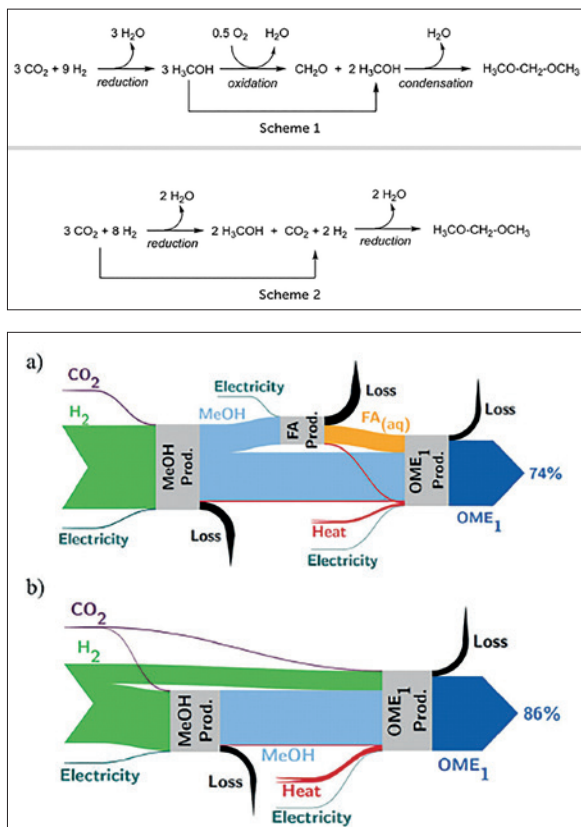 3 H₂O 0.5 O₂ H₂O H₂O
3 CO₂ + 9 H₂ 3 H₃COH CH₂O + 2 H₃COH H₃CO-CH₂-OCH₃
reduction oxidation condensation
Scheme 1
2 H₂O 2 H₂O
3 CO₂ + 8 H₂ 2 H₃COH + CO₂ + 2 H₂ H₃CO-CH₂-OCH₃
reduction reduction
Scheme 2
a)
CO₂
H₂
Electricity
MeOH
Prod.
Loss
MeOH
Electricity
FA
Prod.
Loss
FA(aq)
Heat
Electricity
OME₁
Prod.
Loss
74%
OME₁
b)
CO₂
H₂
Electricity
MeOH
Prod.
Loss
MeOH
Heat
Electricity
OME₁
Prod.
Loss
86%
OME₁